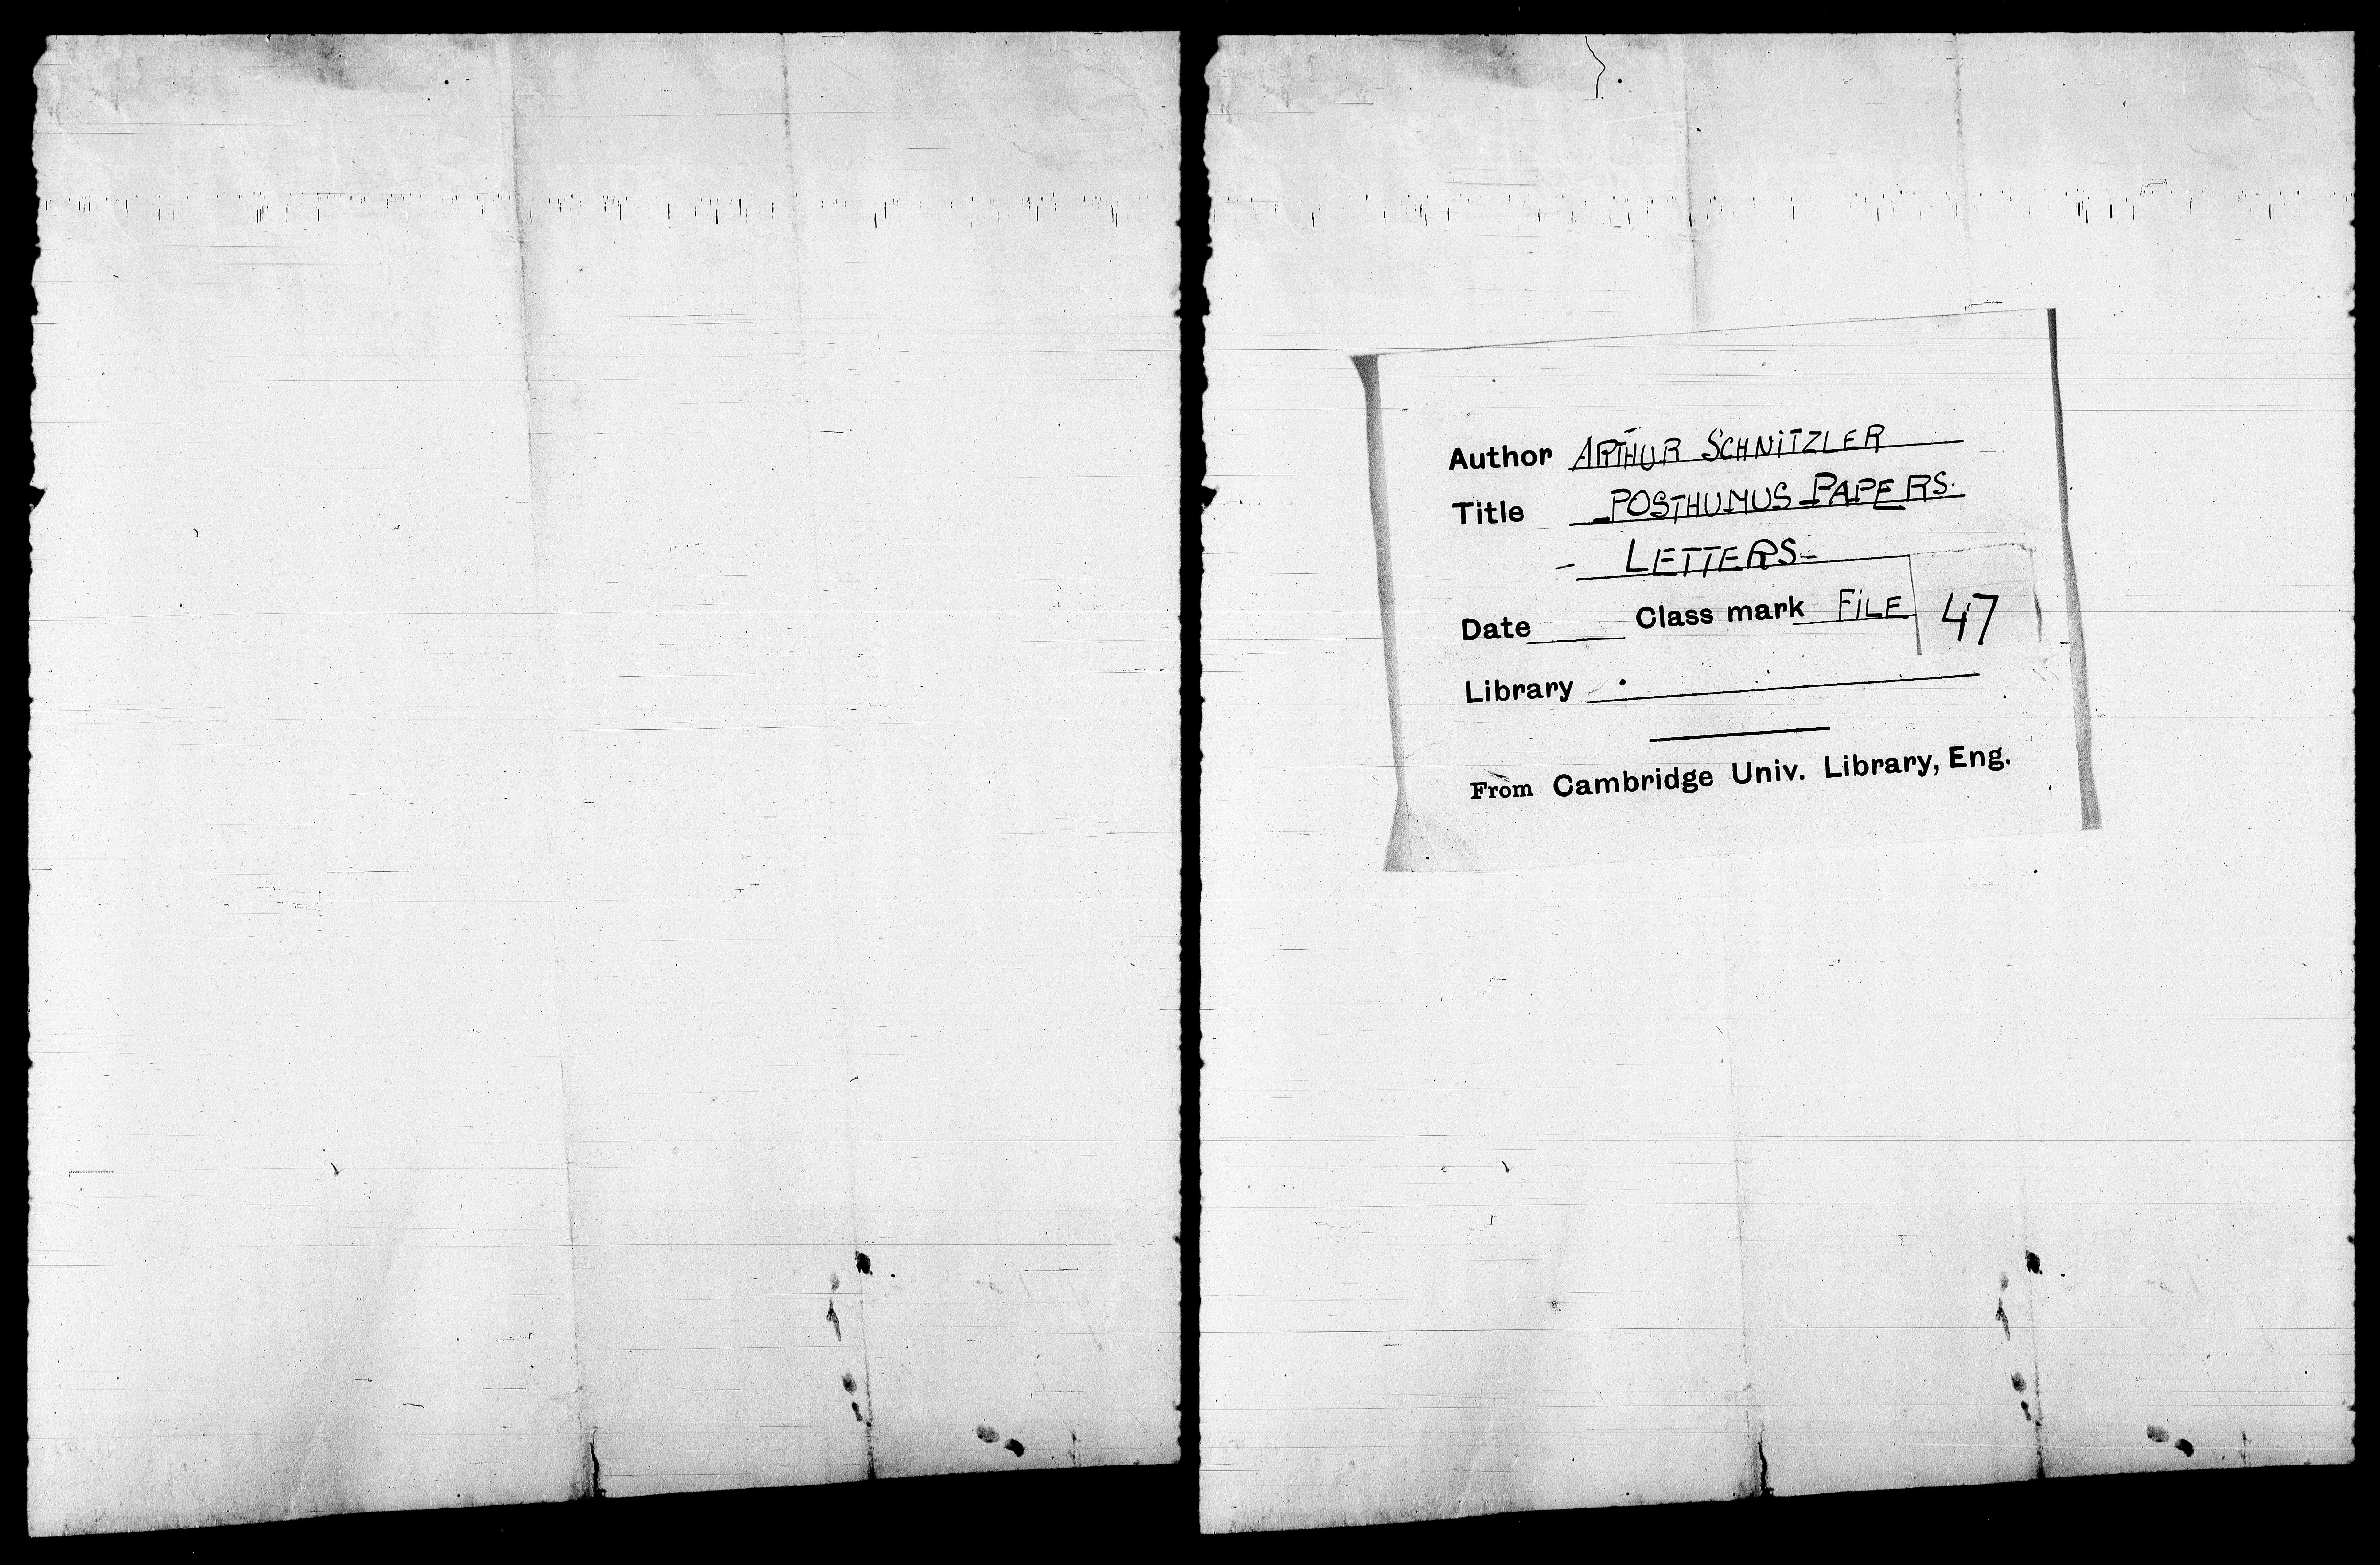 Author ARTHUR SCHNITZLER
Title POSTHUMUS PAPERS.
- LETTERS-
Date Class mark FILE 47
Library
From Cambridge Univ. Library, Eng.